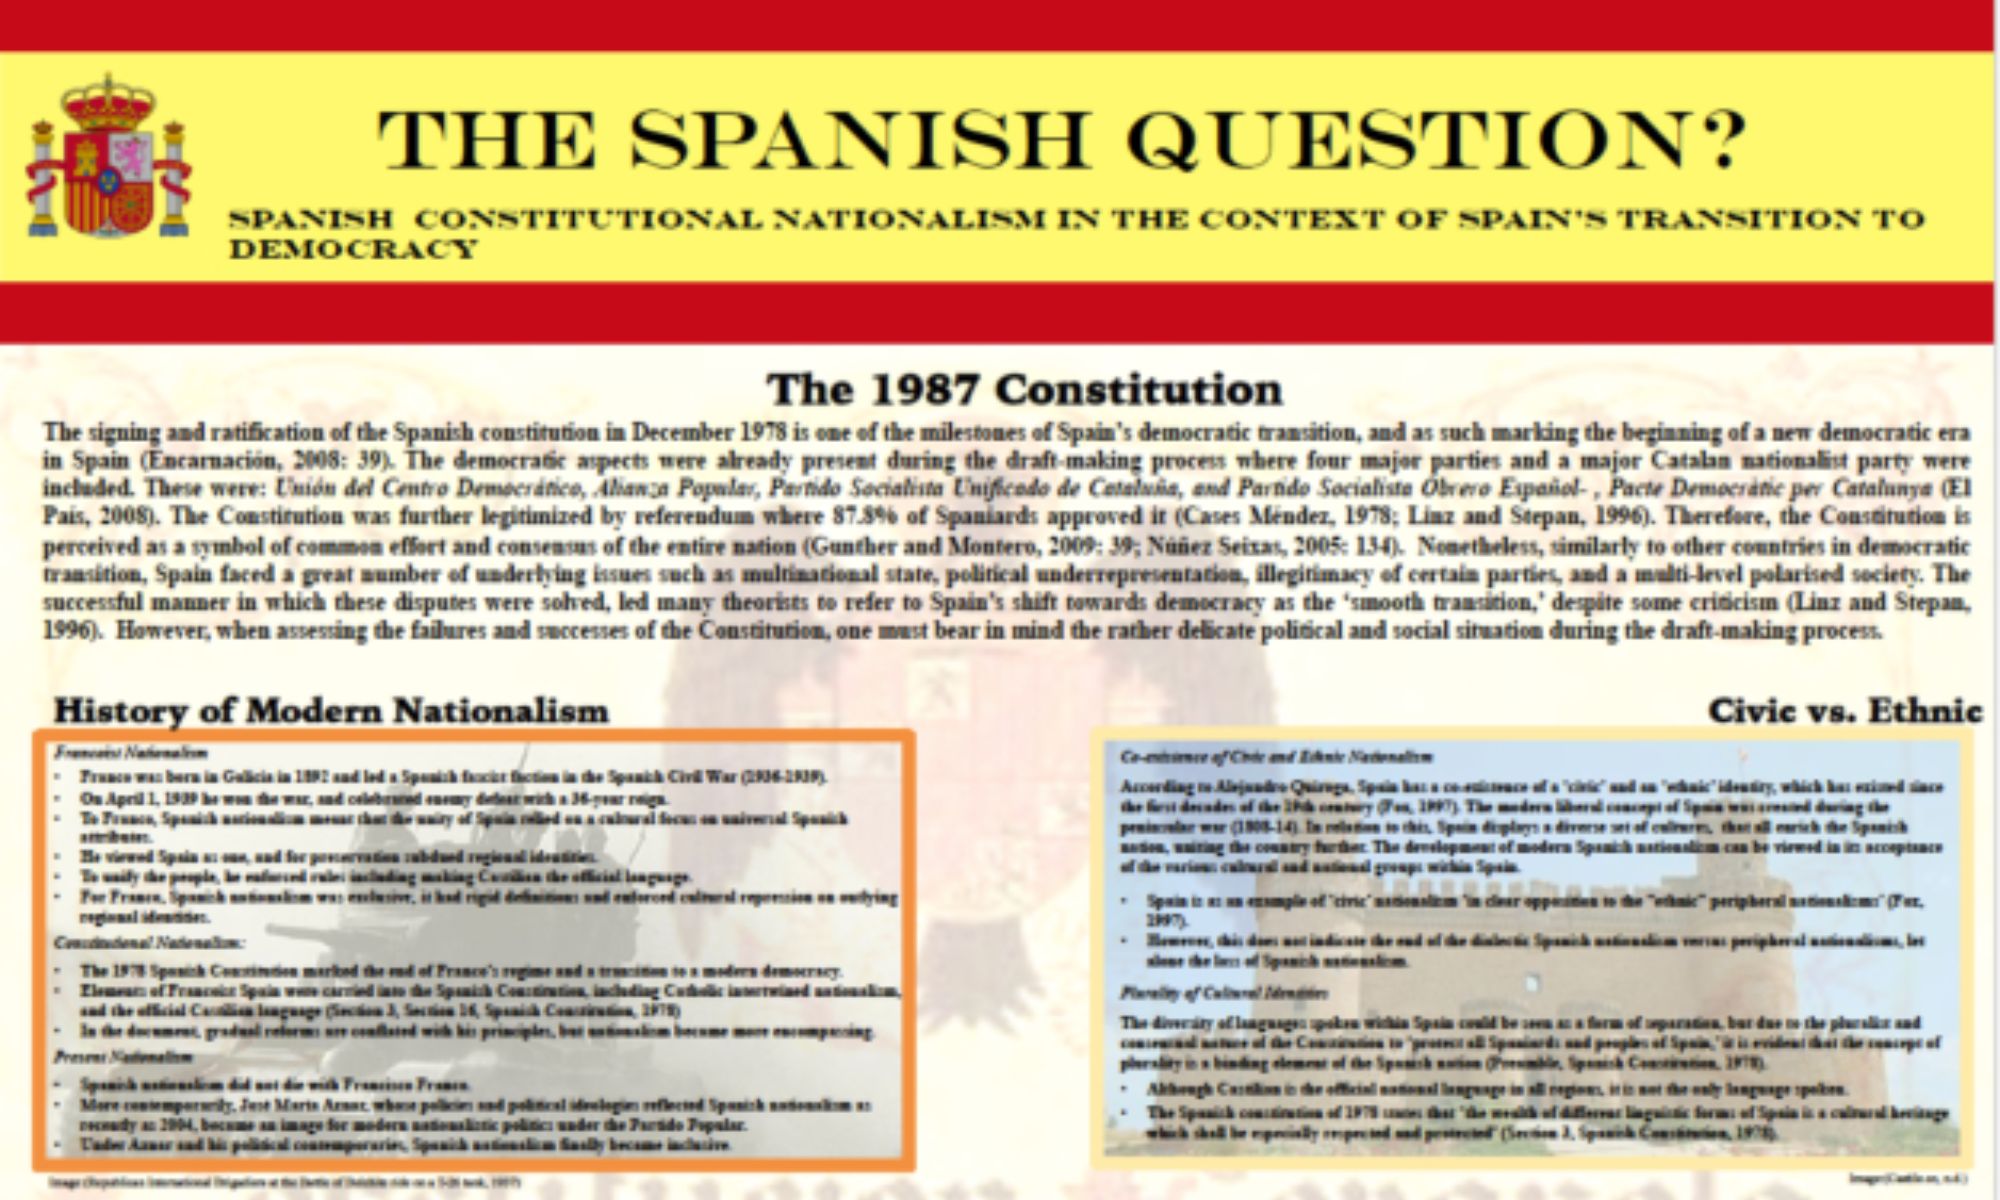 THE SPANISH QUESTION?
SPANISH CONSTITUTIONAL NATIONALISM IN THE CONTEXT OF SPAIN'S TRANSITION TO
DEMOCRACY
The 1987 Constitution
The signing and ratification of the Spanish constitution in December 1978 is one of the milestones of Spain's democratic transition, and as such marking the beginning of a new democratic era
in Spain (Encarnación, 2008: 39). The democratic aspects were already present during the draft-making process where four major parties and a major Catalan nationalist party were
included. These were: Unión del Centro Democrático, Alianza Popular, Partido Socialista Unificado de Cataluña, and Partido Socialista Obrero Español- , Pacte Democràtic per Catalunya (El
País, 2008). The Constitution was further legitimized by referendum where 87.8% of Spaniards approved it (Cases Méndez, 1978; Linz and Stepan, 1996). Therefore, the Constitution is
perceived as a symbol of common effort and consensus of the entire nation (Gunther and Montero, 2009: 39; Núñez Seixas, 2005: 134). Nonetheless, similarly to other countries in democratic
transition, Spain faced a great number of underlying issues such as multinational state, political underrepresentation, illegitimacy of certain parties, and a multi-level polarised society. The
successful manner in which these disputes were solved, led many theorists to refer to Spain's shift towards democracy as the 'smooth transition,' despite some criticism (Linz and Stepan,
1996). However, when assessing the failures and successes of the Constitution, one must bear in mind the rather delicate political and social situation during the draft-making process.
History of Modern Nationalism
Francoist Nationalism
• Franco was born in Galicia in 1892 and led a Spanish fascist faction in the Spanish Civil War (1936-1939).
• On April 1, 1939 he won the war, and celebrated enemy defeat with a 36-year reign.
• To Franco, Spanish nationalism meant that the unity of Spain relied on a cultural focus on universal Spanish
attributes.
• He viewed Spain as one, and for preservation subdued regional identities.
• To unify the people, he enforced rules including making Castilian the official language.
• For Franco, Spanish nationalism was exclusive, it had rigid definitions and enforced cultural repression on outlying
regional identities.
Constitutional Nationalism:
• The 1978 Spanish Constitution marked the end of Franco's regime and a transition to a modern democracy.
• Elements of Francoist Spain were carried into the Spanish Constitution, including Catholic intertwined nationalism,
and the official Castilian language (Section 3, Section 16, Spanish Constitution, 1978)
• In the document, gradual reforms are conflated with his principles, but nationalism became more encompassing.
Present Nationalism
• Spanish nationalism did not die with Francisco Franco.
• More contemporarily, José María Aznar, whose policies and political ideologies reflected Spanish nationalism as
recently as 2004, became an image for modern nationalistic politics under the Partido Popular.
• Under Aznar and his political contemporaries, Spanish nationalism finally became inclusive.
Civic vs. Ethnic
Co-existence of Civic and Ethnic Nationalism
According to Alejandro Quiroga, Spain has a co-existence of a 'civic' and an 'ethnic' identity, which has existed since
the first decades of the 19th century (Fox, 1997). The modern liberal concept of Spain was created during the
peninsular war (1808-14). In relation to this, Spain displays a diverse set of cultures, that all enrich the Spanish
nation, uniting the country further. The development of modern Spanish nationalism can be viewed in its acceptance
of the various cultural and national groups within Spain.
• Spain is as an example of 'civic' nationalism 'in clear opposition to the "ethnic" peripheral nationalisms' (Fox,
1997).
• However, this does not indicate the end of the dialectic Spanish nationalism versus peripheral nationalisms, let
alone the loss of Spanish nationalism.
Plurality of Cultural Identities
The diversity of languages spoken within Spain could be seen as a form of separation, but due to the pluralist and
consensual nature of the Constitution to 'protect all Spaniards and peoples of Spain,' it is evident that the concept of
plurality is a binding element of the Spanish nation (Preamble, Spanish Constitution, 1978).
• Although Castilian is the official national language in all regions, it is not the only language spoken.
• The Spanish constitution of 1978 states that 'the wealth of different linguistic forms of Spain is a cultural heritage
which shall be especially respected and protected' (Section 3, Spanish Constitution, 1978).